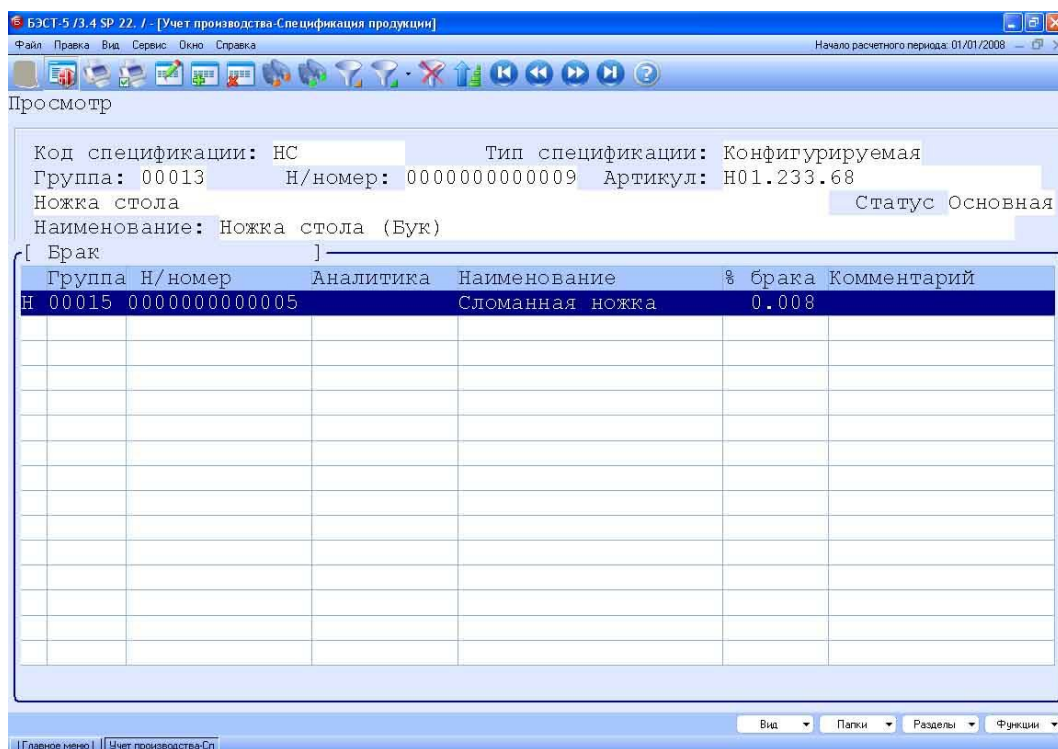 БЭСТ-5 /3.4 SP 22. / - [Учет производства-Спецификация продукции]
Файл Правка Вид Сервис Окно Справка Начало расчетного периода: 01/01/2008
Просмотр
Код спецификации: НС Тип спецификации: Конфигурируемая
Группа: 00013 Н/номер: 0000000000009 Артикул: Н01.233.68
Ножка стола Статус Основная
Наименование: Ножка стола (Бук)
[ Брак ]
Группа Н/номер Аналитика Наименование % брака Комментарий
Н 00015 0000000000005 Сломанная ножка 0.008
Вид Папки Разделы Функции
|Главное меню| Учет производства-Сп